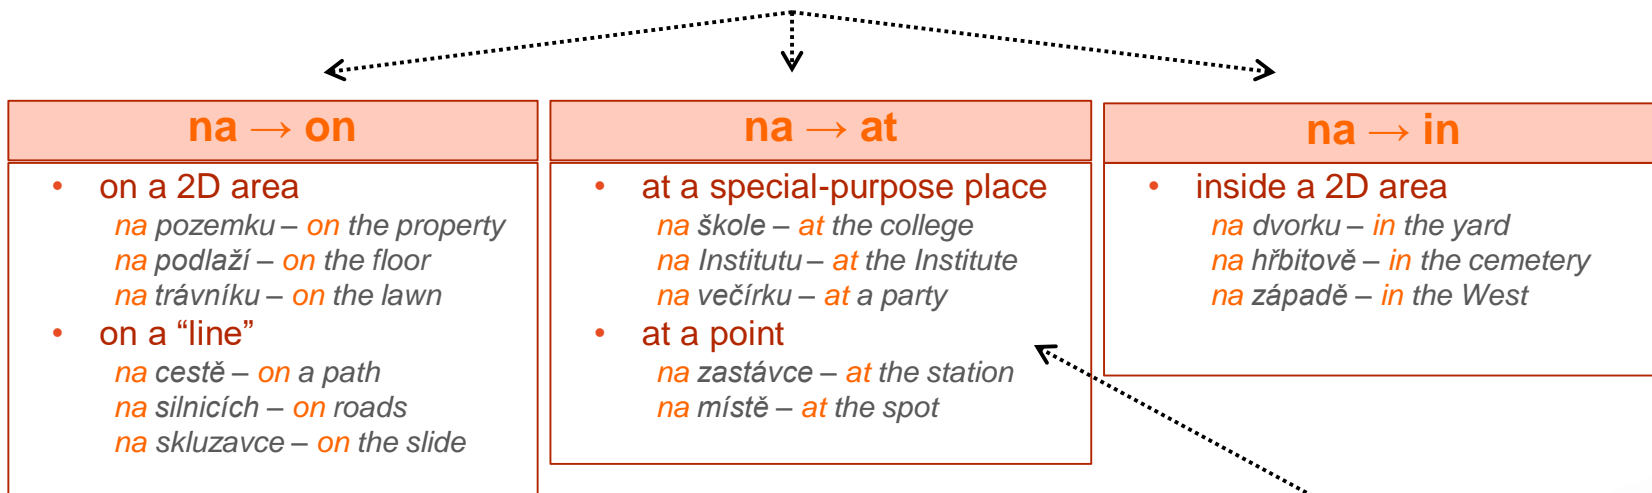 na → on
• on a 2D area
na pozemku – on the property
na podlaží – on the floor
na trávníku – on the lawn
• on a “line”
na cestě – on a path
na silnicích – on roads
na skluzavce – on the slide
na → at
• at a special-purpose place
na škole – at the college
na Institutu – at the Institute
na večírku – at a party
• at a point
na zastávce – at the station
na místě – at the spot
na → in
• inside a 2D area
na dvorku – in the yard
na hřbitově – in the cemetery
na západě – in the West